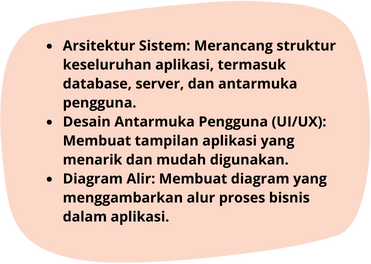 • Arsitektur Sistem: Merancang struktur
keseluruhan aplikasi, termasuk
database, server, dan antarmuka
pengguna.
• Desain Antarmuka Pengguna (UI/UX):
Membuat tampilan aplikasi yang
menarik dan mudah digunakan.
• Diagram Alir: Membuat diagram yang
menggambarkan alur proses bisnis
dalam aplikasi.